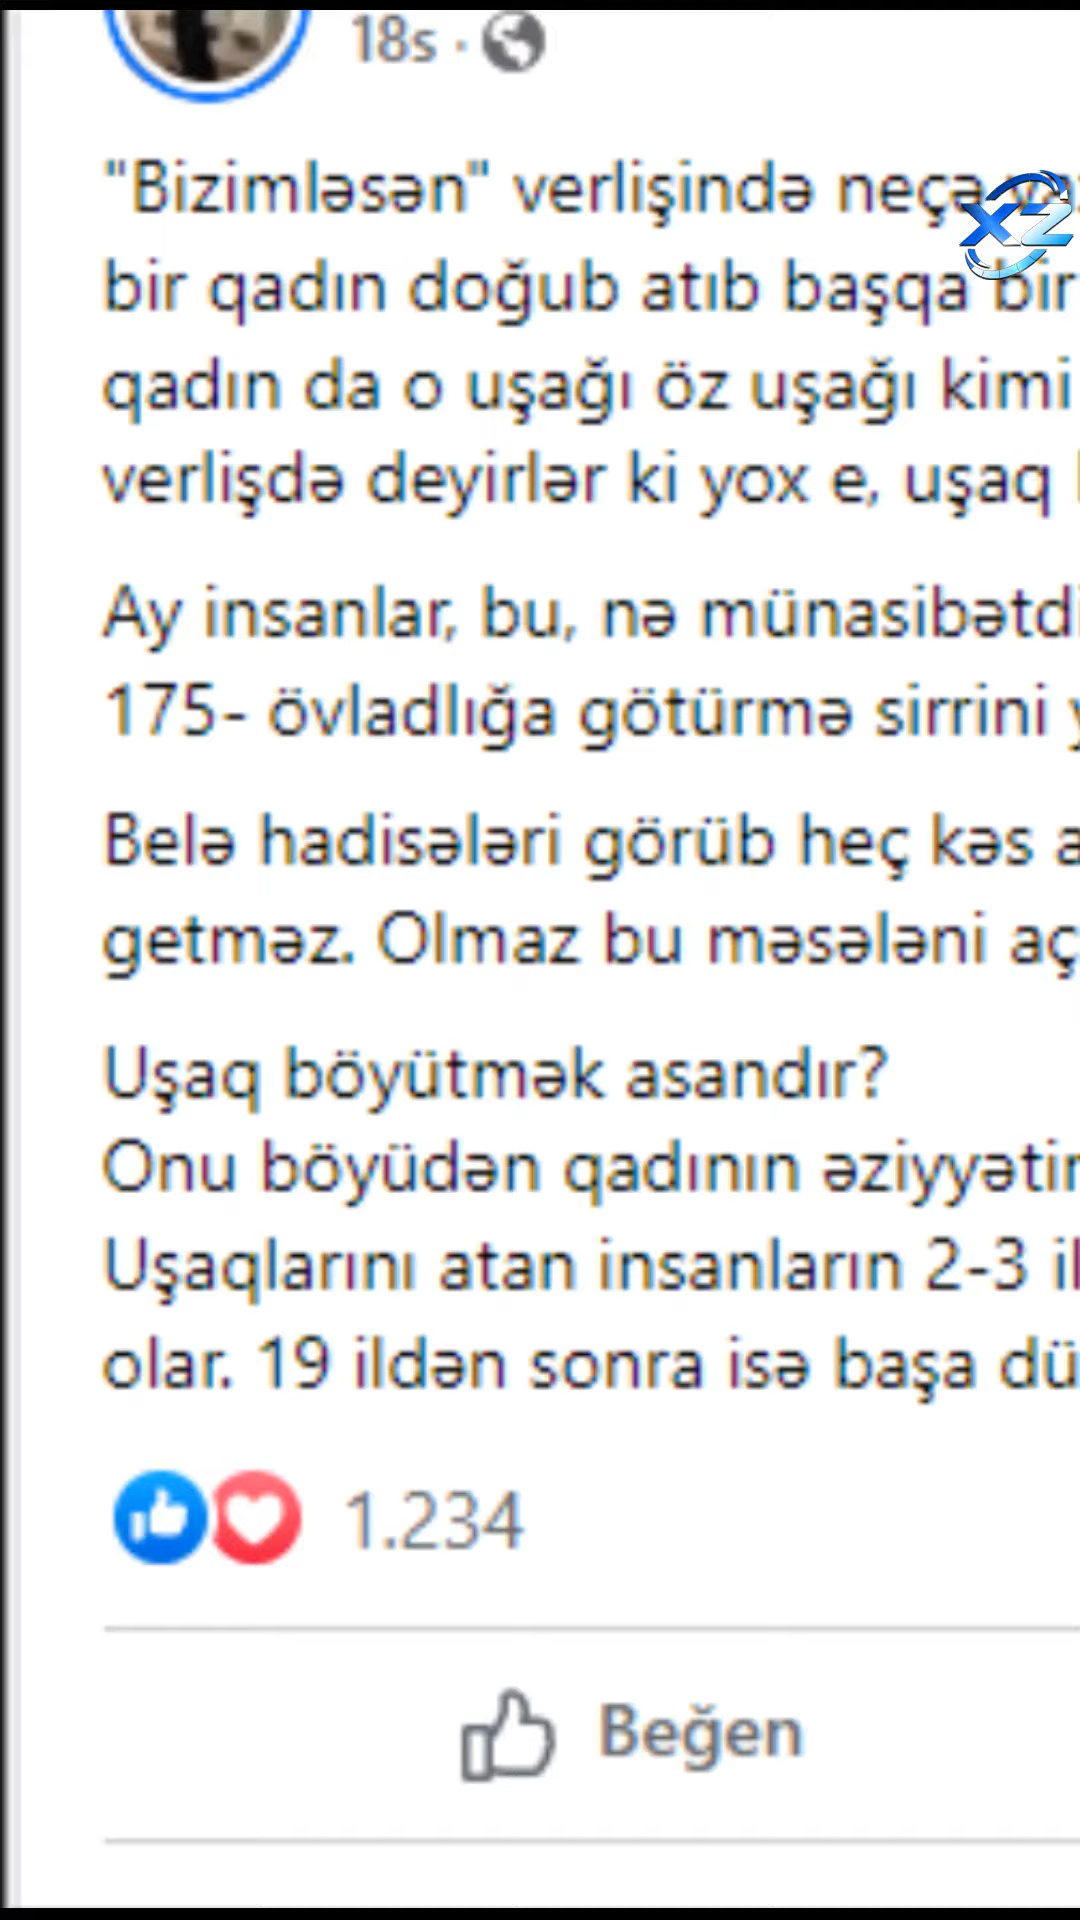 18s
"Bizimləsən" verlişində neçə
XZ
bir qadın doğub atıb başqa bir
qadın da o uşağı öz uşağı kimi
verlişdə deyirlər ki yox e, uşaq
Ay insanlar, bu, nə
175- övladlığa götürmə sirrini
Belə hadisələri görüb heç kəs
getməz. Olmaz bu məsələni
Uşaq böyütmək asandır?
Onu böyüdən qadının
Uşaqlarını atan insanların 2-3
olar. 19 ildən sonra isə başa
1.234
Beğen